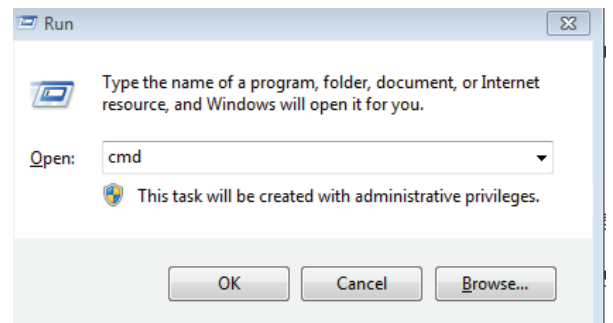 Run
Type the name of a program, folder, document, or Internet
resource, and Windows will open it for you.
Open: cmd
This task will be created with administrative privileges.
OK Cancel Browse...